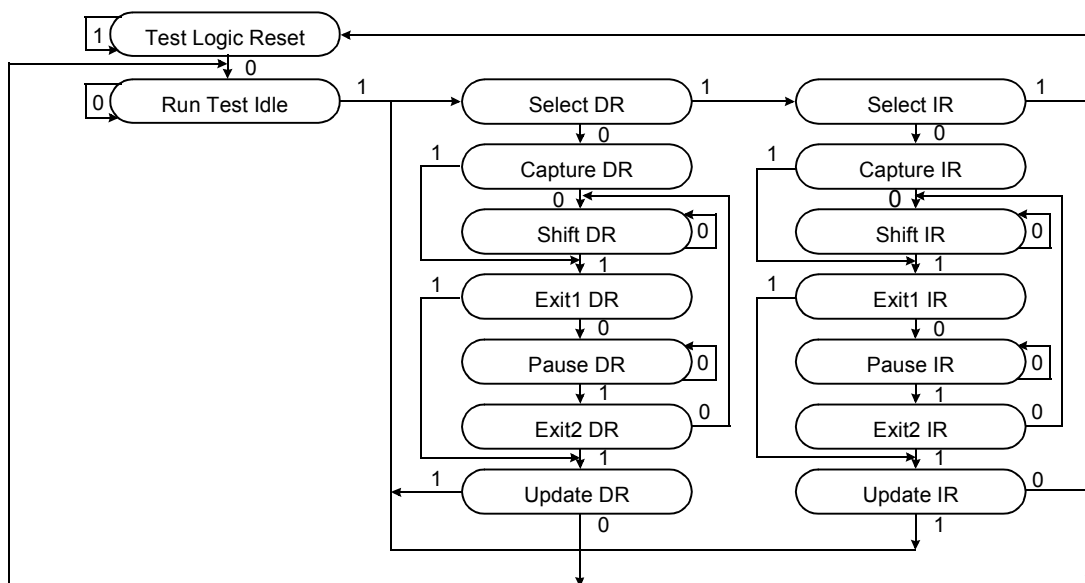 1
Test Logic Reset
0
0
Run Test Idle
1
Select DR
1
Select IR
1
0
0
1
Capture DR
1
Capture IR
0
0
Shift DR
0
Shift IR
0
1
1
1
Exit1 DR
1
Exit1 IR
0
0
Pause DR
0
Pause IR
0
1
1
Exit2 DR
0
Exit2 IR
0
1
1
1
Update DR
Update IR
0
0
1